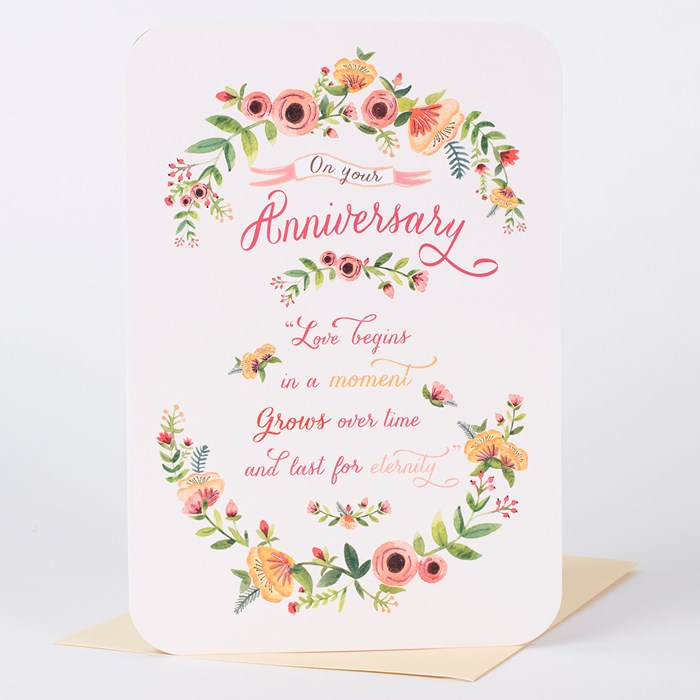 On your
Anniversary
“Love begins
in a moment
Grows over time
and last for eternity”